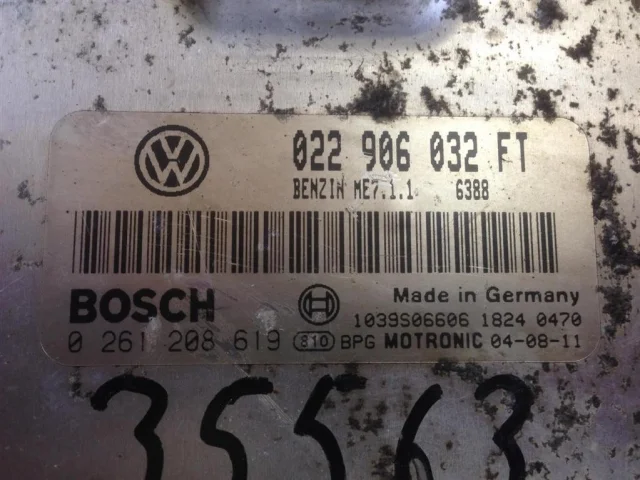 022 906 032 FT
BENZIN ME7.1.1 6388
BOSCH
Made in Germany
1039S06606 1824 0470
0 261 208 619 810 BPG MOTRONIC 04-08-11
35563